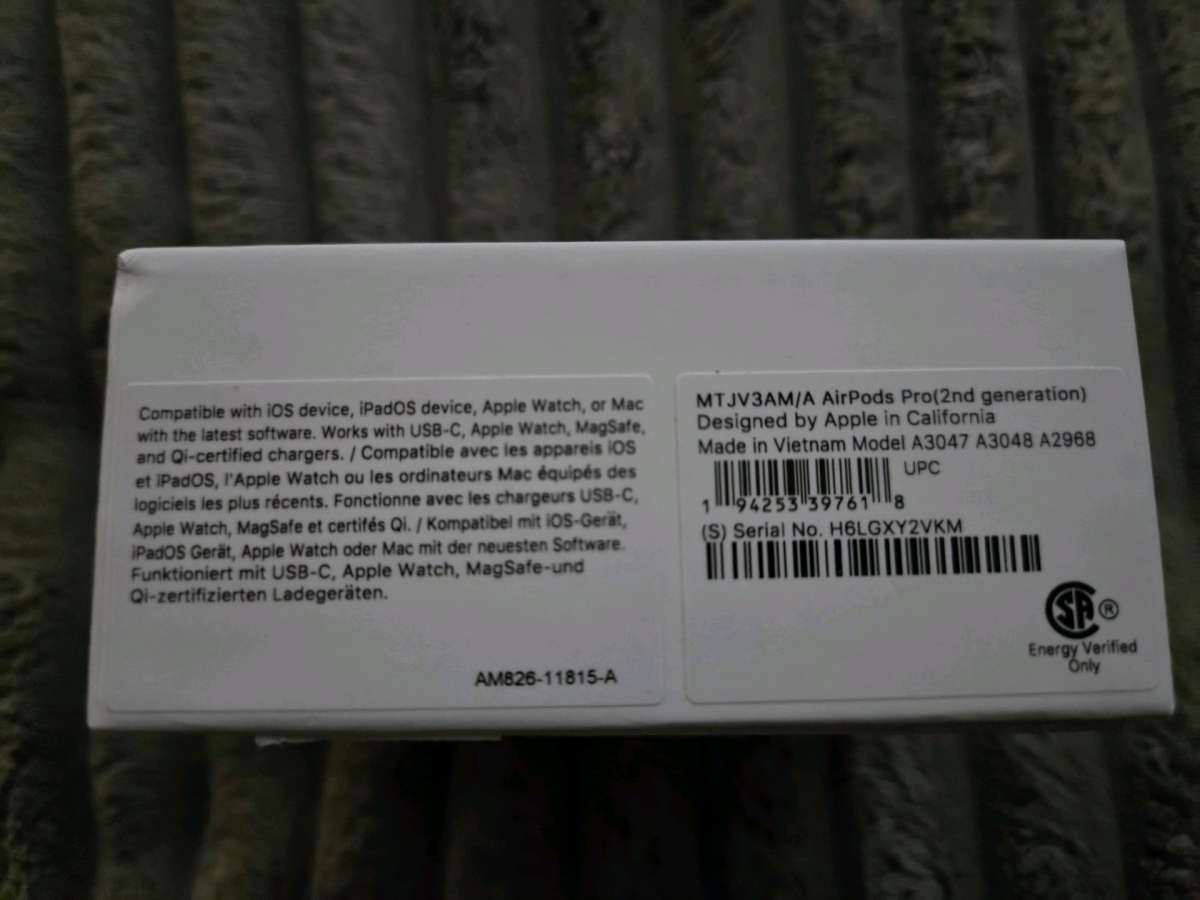 Compatible with iOS device, iPadOS device, Apple Watch, or Mac
with the latest software. Works with USB-C, Apple Watch, MagSafe,
and Qi-certified chargers. / Compatible avec les appareils iOS
et iPadOS, l'Apple Watch ou les ordinateurs Mac équipés des
logiciels les plus récents. Fonctionne avec les chargeurs USB-C,
Apple Watch, MagSafe et certifés Qi. / Kompatibel mit iOS-Gerät,
iPadOS Gerät, Apple Watch oder Mac mit der neuesten Software.
Funktioniert mit USB-C, Apple Watch, MagSafe-und
Qi-zertifizierten Ladegeräten.
AM826-11815-A
MTJV3AM/A AirPods Pro(2nd generation)
Designed by Apple in California
Made in Vietnam Model A3047 A3048 A2968
UPC
1 94253 39761 8
(S) Serial No. H6LGXY2VKM
SA ®
Energy Verified
Only